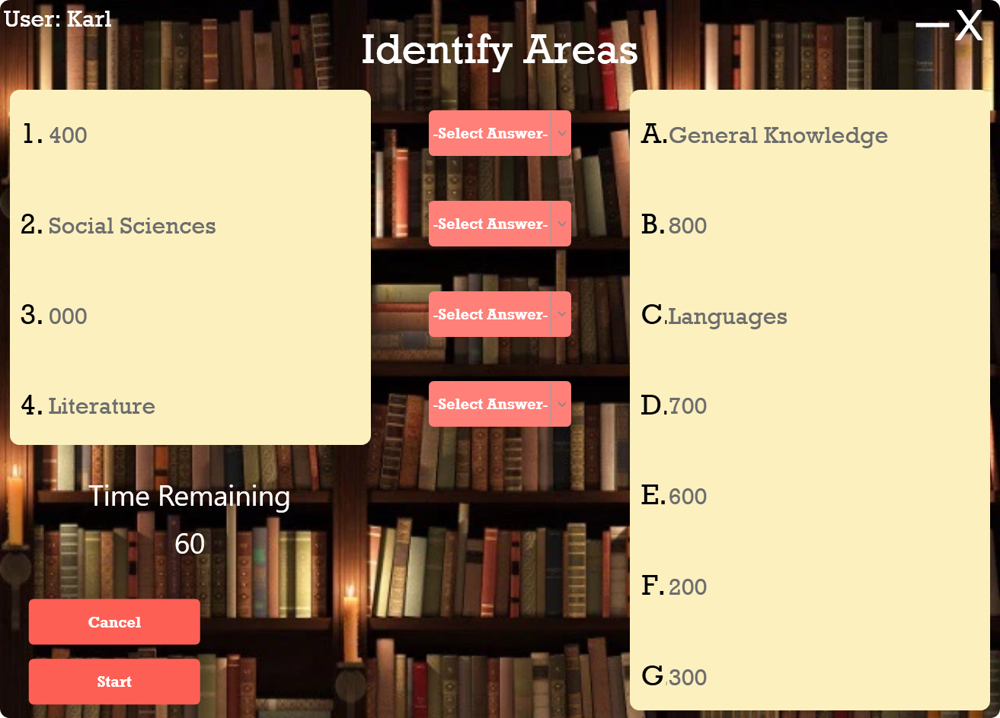 User: Karl
— X
Identify Areas
1. 400
-Select Answer-
A. General Knowledge
2. Social Sciences
-Select Answer-
B. 800
3. 000
-Select Answer-
C. Languages
4. Literature
-Select Answer-
D. 700
Time Remaining
60
E. 600
F. 200
Cancel
Start
G. 300